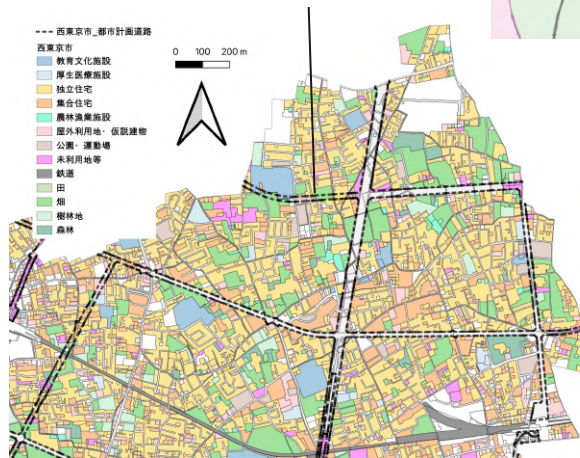 西東京市_都市計画道路
西東京市
教育文化施設
厚生医療施設
独立住宅
集合住宅
農林漁業施設
屋外利用地・仮説建物
公園・運動場
未利用地等
鉄道
田
畑
樹林地
森林
0 100 200 m